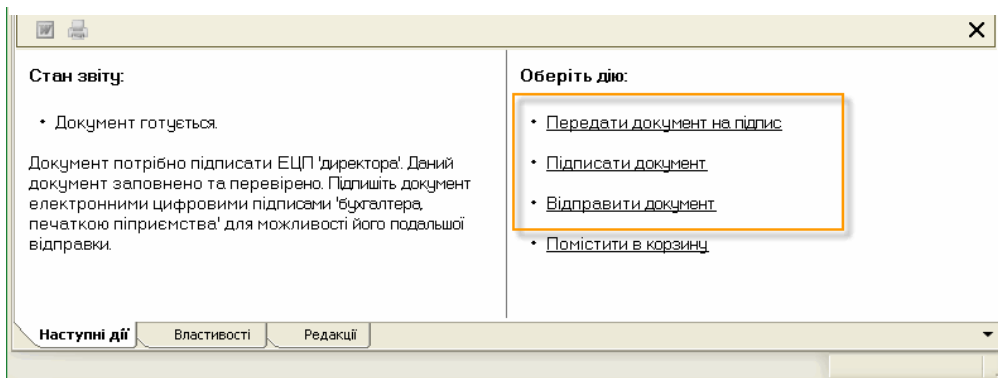 Стан звіту:
• Документ готується.
Документ потрібно підписати ЕЦП 'директора'. Даний
документ заповнено та перевірено. Підпишіть документ
електронними цифровими підписами 'бухгалтера,
печаткою піприємства' для можливості його подальшої
відправки.
Оберіть дію:
• Передати документ на підпис
• Підписати документ
• Відправити документ
• Помістити в корзину
Наступні дії Властивості Редакції